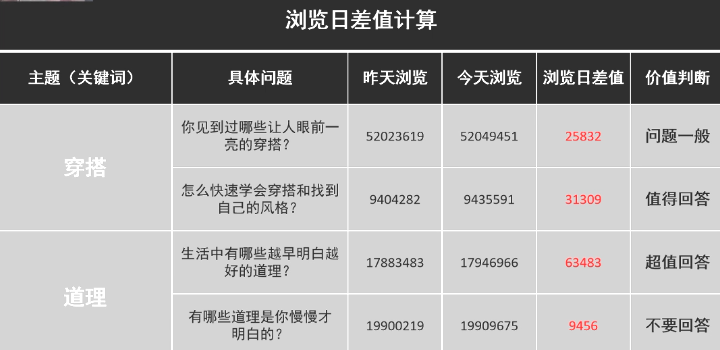 浏览日差值计算
主题（关键词） 具体问题 昨天浏览 今天浏览 浏览日差值 价值判断
穿搭
你见到过哪些让人眼前一
亮的穿搭？
52023619 52049451 25832 问题一般
怎么快速学会穿搭和找到
自己的风格？
9404282 9435591 31309 值得回答
道理
生活中有哪些越早明白越
好的道理？
17883483 17946966 63483 超值回答
有哪些道理是你慢慢才
明白的？
19900219 19909675 9456 不要回答